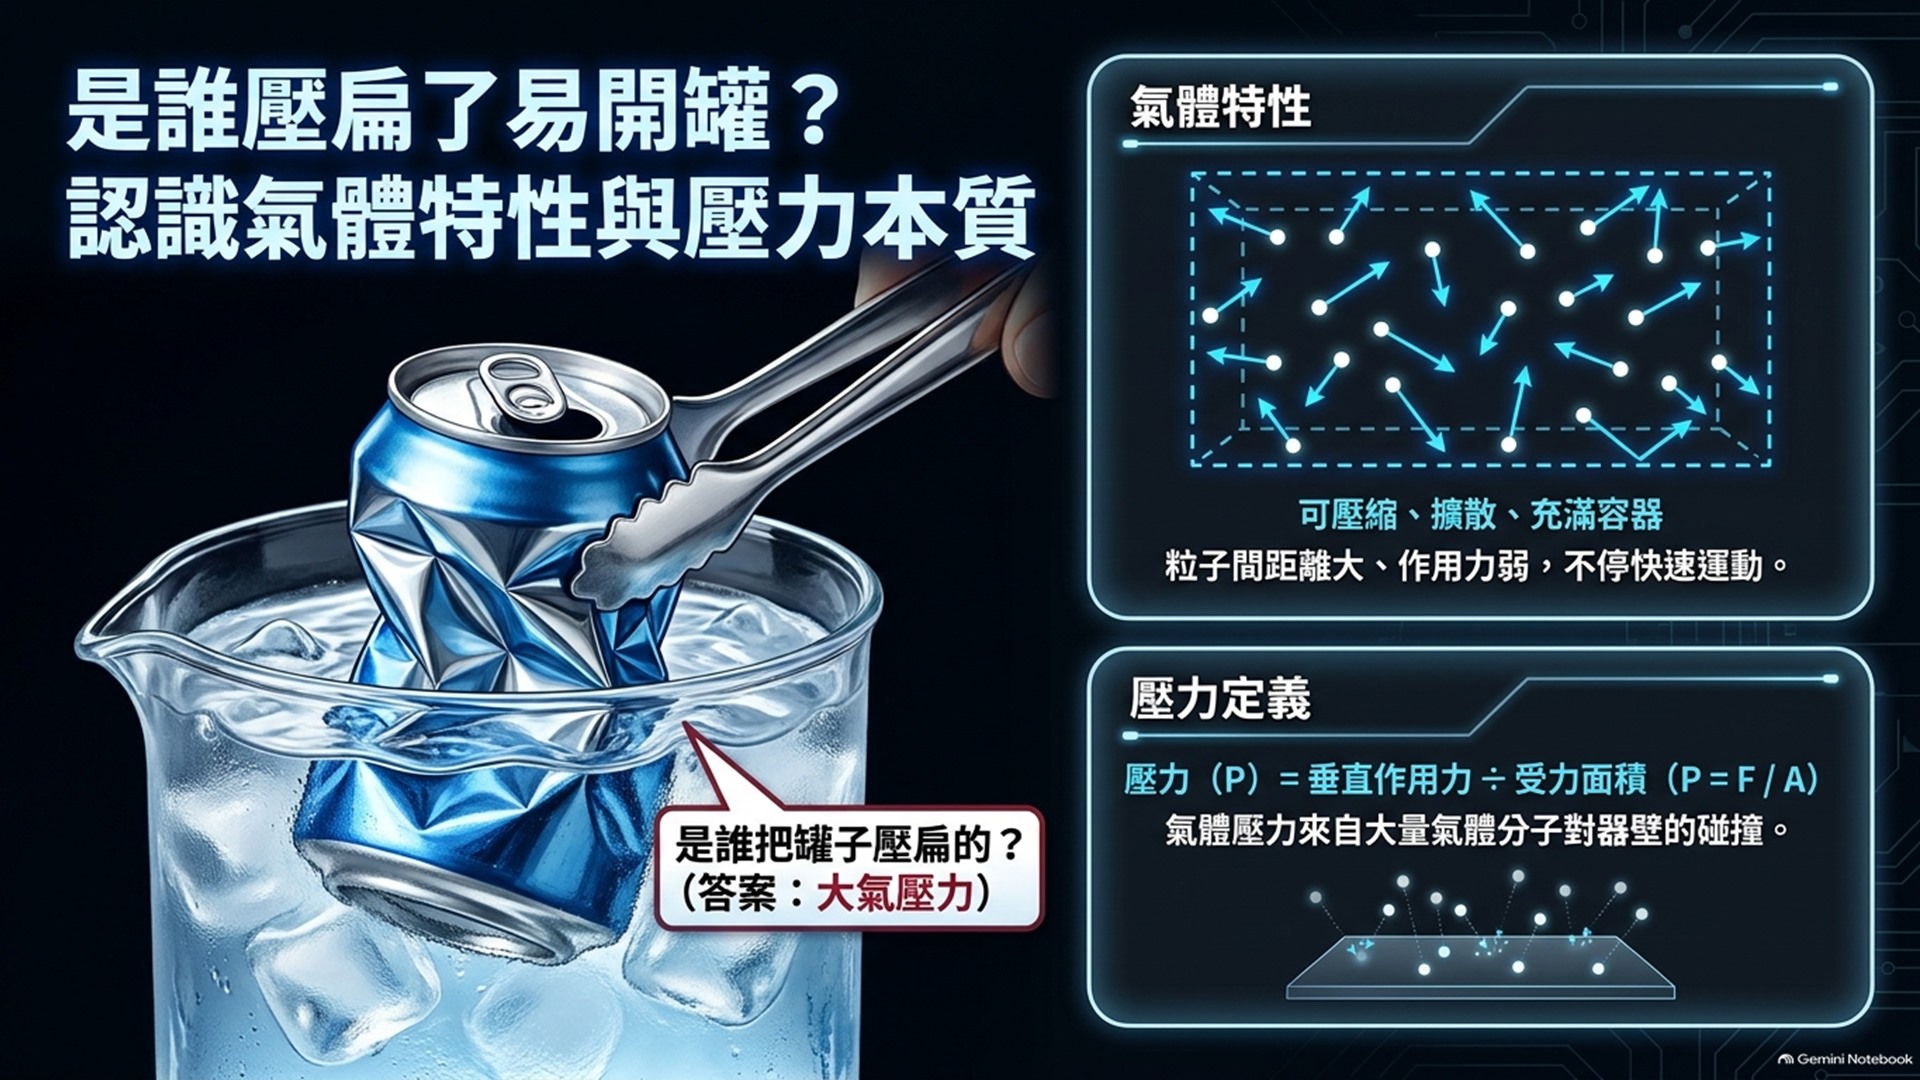 是誰壓扁了易開罐？
認識氣體特性與壓力本質
是誰把罐子壓扁的？
（答案：大氣壓力）
氣體特性
可壓縮、擴散、充滿容器
粒子間距離大、作用力弱，不停快速運動。
壓力定義
壓力（P）= 垂直作用力 ÷ 受力面積（P = F / A）
氣體壓力來自大量氣體分子對器壁的碰撞。
Gemini Notebook